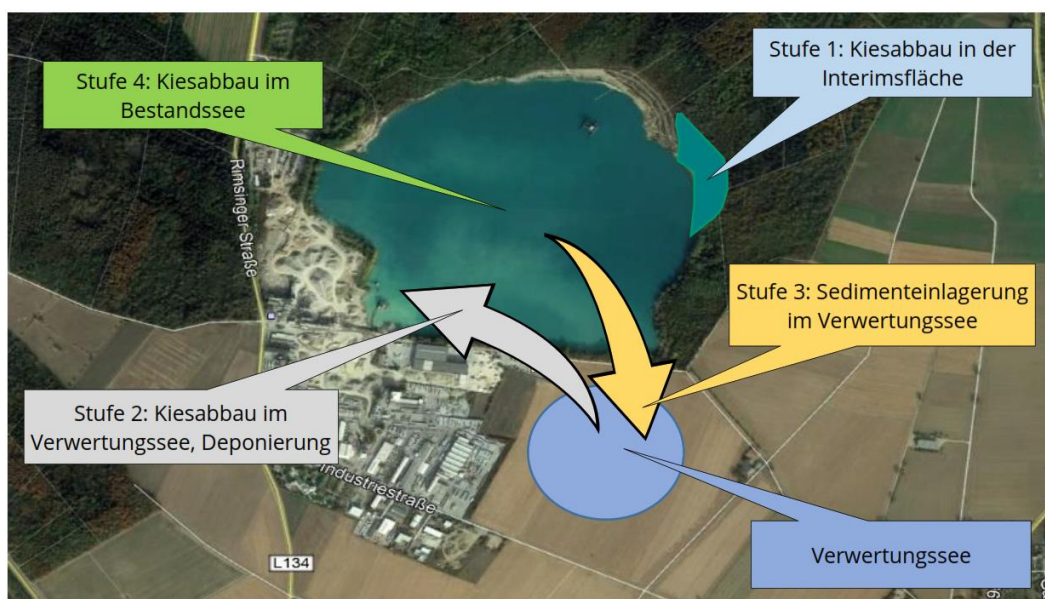 Stufe 1: Kiesabbau in der
Interimsfläche
Stufe 4: Kiesabbau im
Bestandssee
Rimsinger Straße
Stufe 3: Sedimenteinlagerung
im Verwertungssee
Stufe 2: Kiesabbau im
Verwertungssee, Deponierung
Industriestraße
Verwertungssee
L134